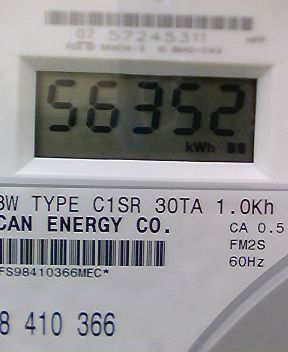 07 57245311
56352
kWh
3W TYPE C1SR 30TA 1.0Kh
CAN ENERGY CO.
CA 0.5
FM2S
60Hz
FS98410366MEC*
8 410 366